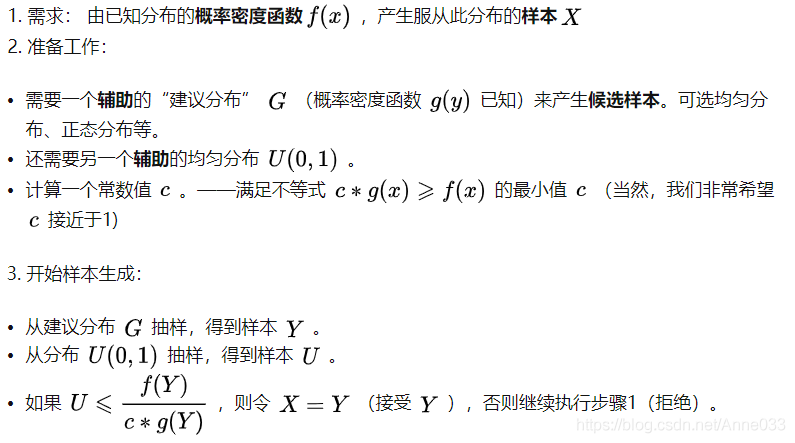 1. 需求： 由已知分布的概率密度函数 f(x) ，产生服从此分布的样本 X
2. 准备工作：
• 需要一个辅助的“建议分布” G （概率密度函数 g(y) 已知）来产生候选样本。可选均匀分
布、正态分布等。
• 还需要另一个辅助的均匀分布 U(0,1) 。
• 计算一个常数值 c 。——满足不等式 c * g(x) ⩾ f(x) 的最小值 c （当然，我们非常希望
c 接近于1)
3. 开始样本生成：
• 从建议分布 G 抽样，得到样本 Y 。
• 从分布 U(0,1) 抽样，得到样本 U 。
• 如果 U ⩽ f(Y) / c * g(Y) ，则令 X = Y （接受 Y ），否则继续执行步骤1（拒绝）。
https://blog.csdn.net/Anne033